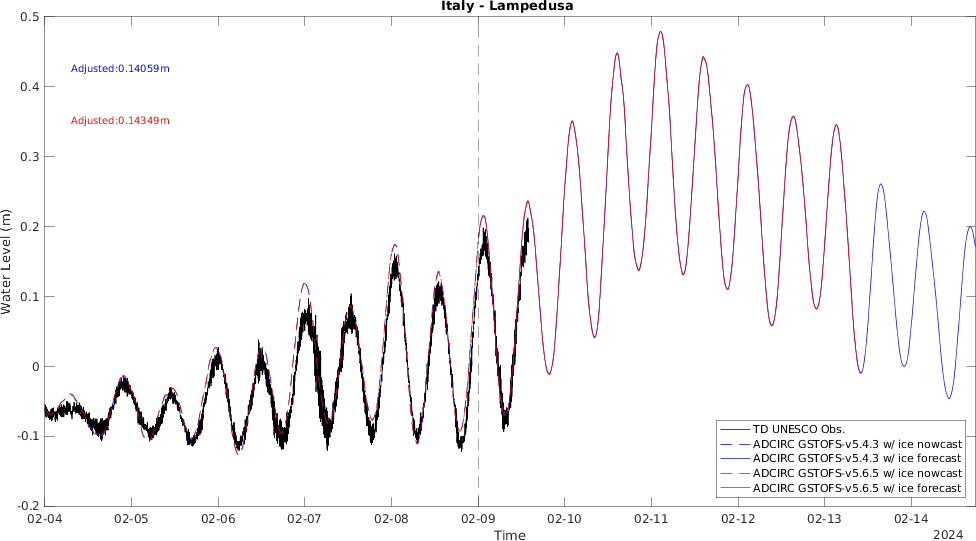 Italy - Lampedusa
Water Level (m)
0.5
0.4
0.3
0.2
0.1
0
-0.1
-0.2
Adjusted:0.14059m
Adjusted:0.14349m
TD UNESCO Obs.
ADCIRC GSTOFS-v5.4.3 w/ ice nowcast
ADCIRC GSTOFS-v5.4.3 w/ ice forecast
ADCIRC GSTOFS-v5.6.5 w/ ice nowcast
ADCIRC GSTOFS-v5.6.5 w/ ice forecast
02-04 02-05 02-06 02-07 02-08 02-09 02-10 02-11 02-12 02-13 02-14
Time
2024